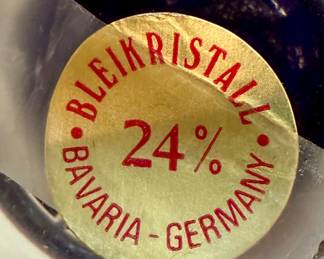 • BLEIKRISTALL •
24%
BAVARIA-GERMANY